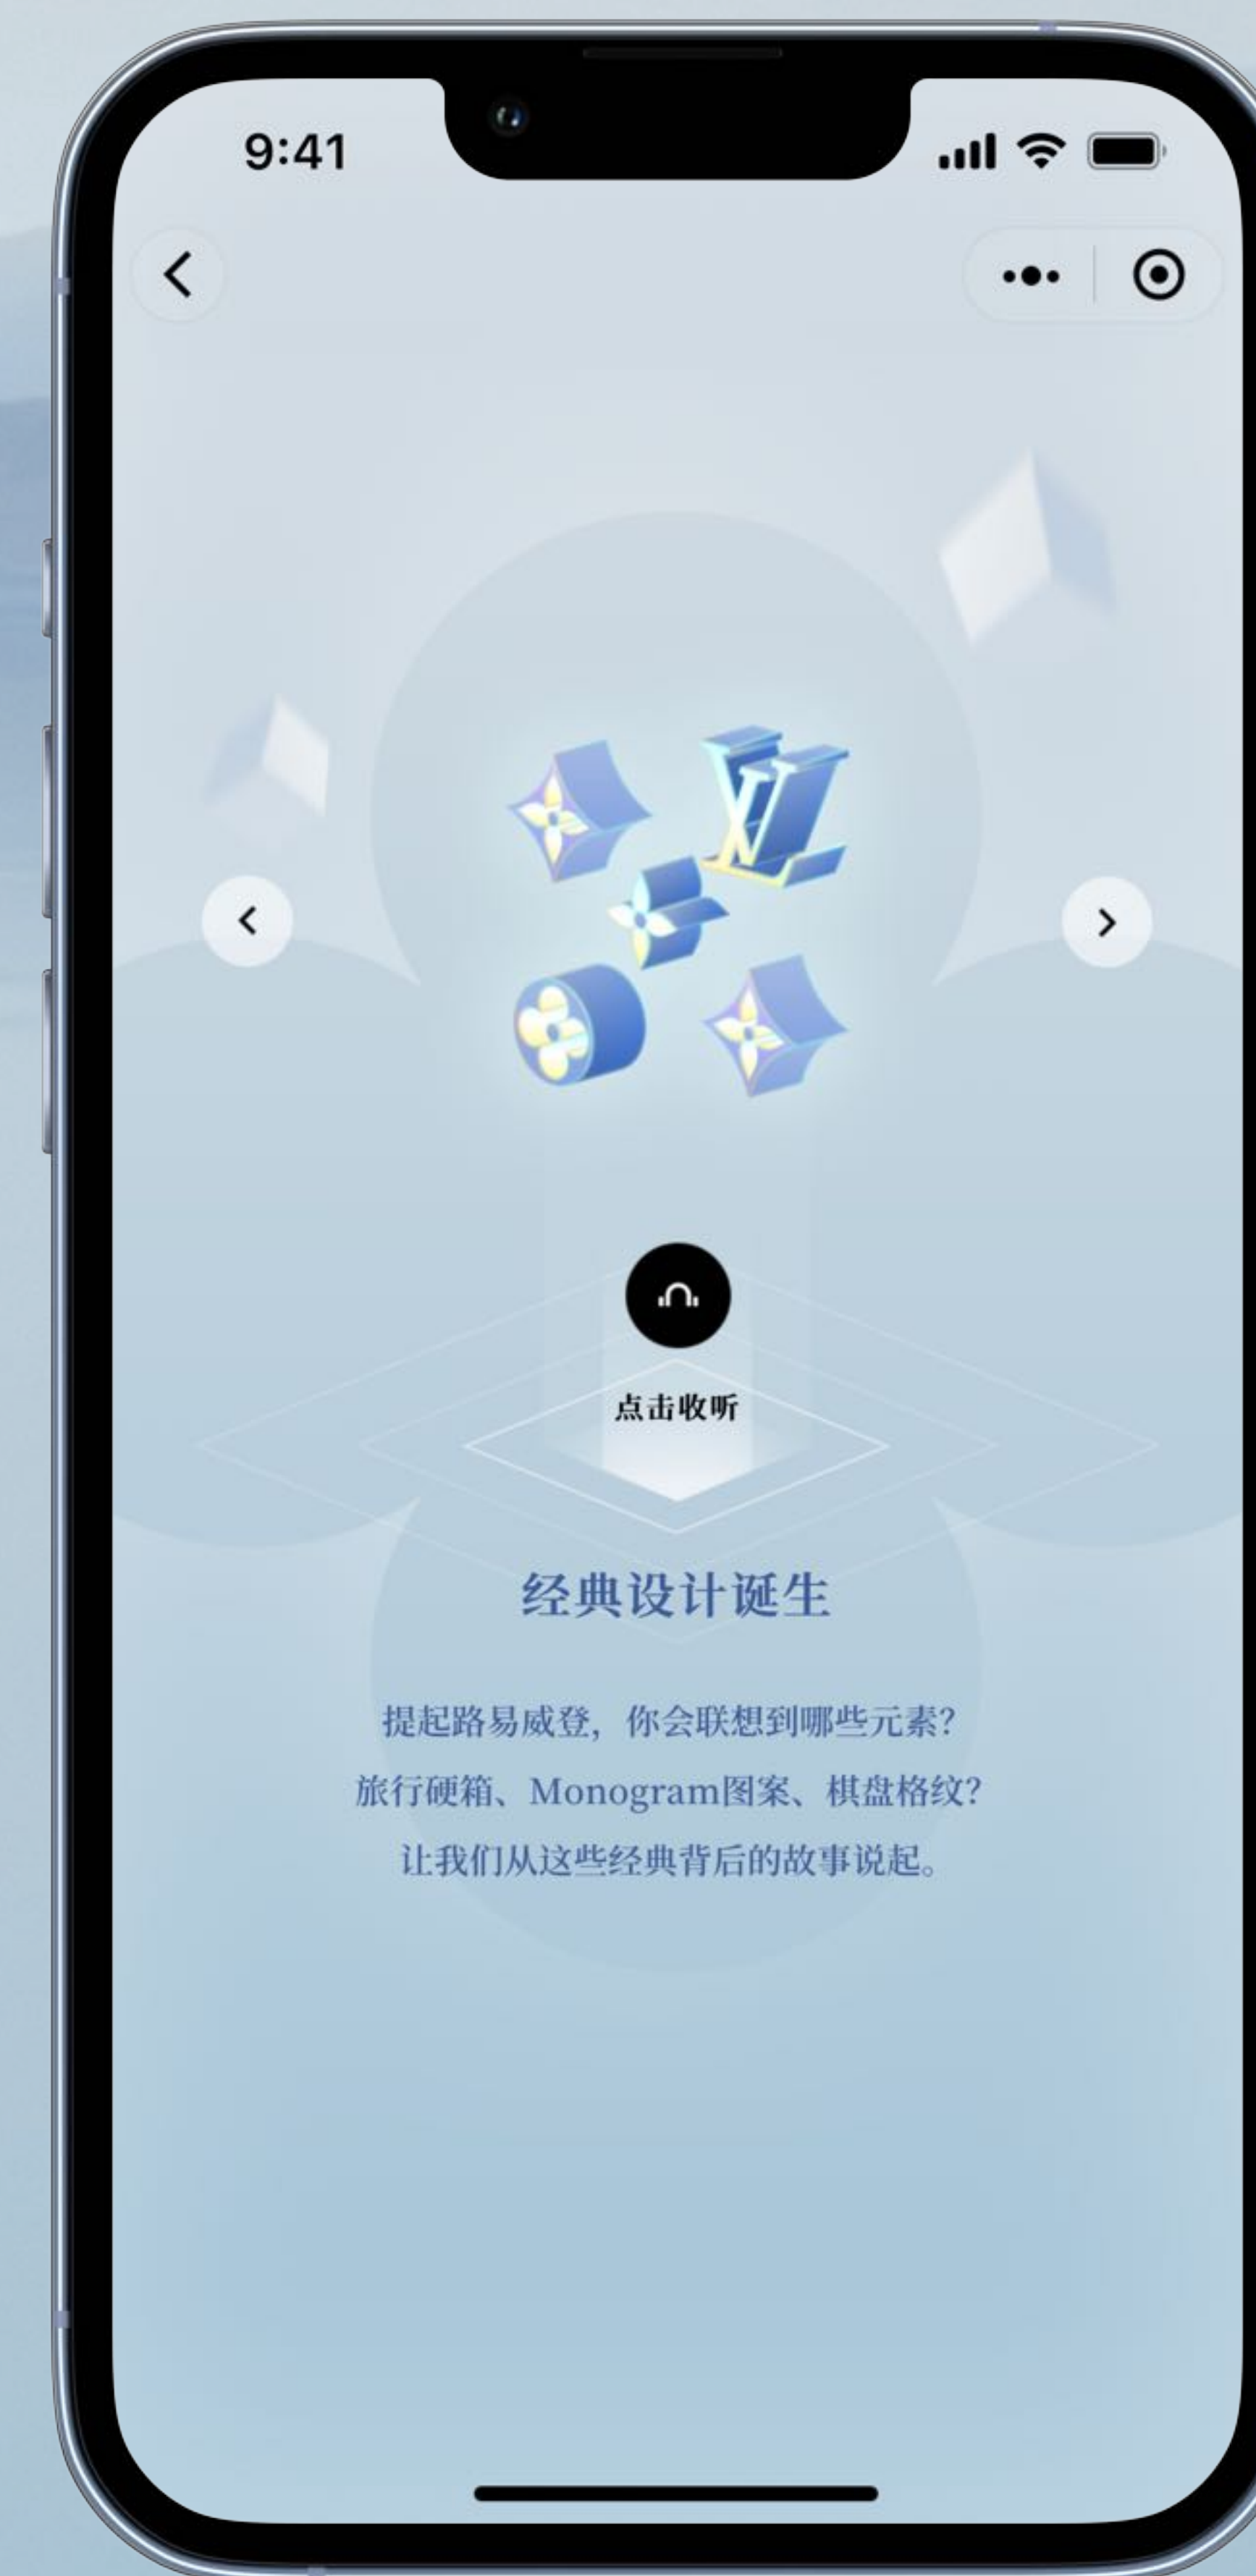 9:41
LV
点击收听
经典设计诞生
提起路易威登，你会联想到哪些元素？
旅行硬箱、Monogram图案、棋盘格纹？
让我们从这些经典背后的故事说起。